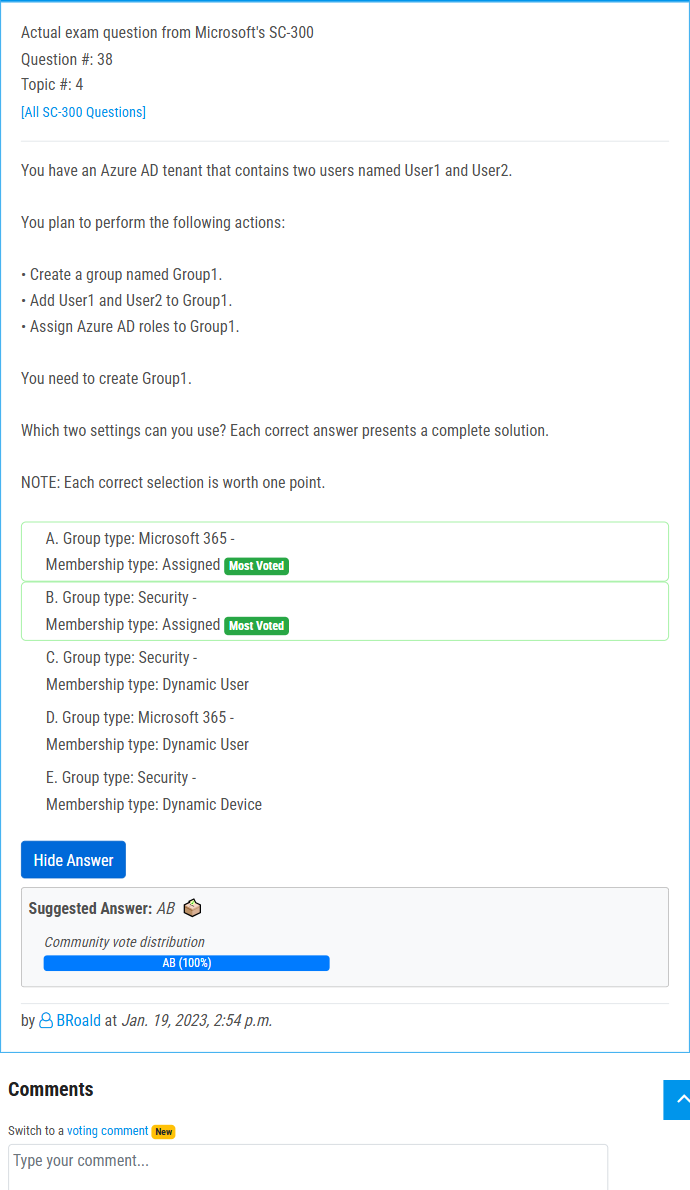 Actual exam question from Microsoft's SC-300
Question #: 38
Topic #: 4
[All SC-300 Questions]
You have an Azure AD tenant that contains two users named User1 and User2.
You plan to perform the following actions:
• Create a group named Group1.
• Add User1 and User2 to Group1.
• Assign Azure AD roles to Group1.
You need to create Group1.
Which two settings can you use? Each correct answer presents a complete solution.
NOTE: Each correct selection is worth one point.
A. Group type: Microsoft 365 -
Membership type: Assigned Most Voted
B. Group type: Security -
Membership type: Assigned Most Voted
C. Group type: Security -
Membership type: Dynamic User
D. Group type: Microsoft 365 -
Membership type: Dynamic User
E. Group type: Security -
Membership type: Dynamic Device
Hide Answer
Suggested Answer: AB
Community vote distribution
AB (100%)
by BRoald at Jan. 19, 2023, 2:54 p.m.
Comments
Switch to a voting comment New
Type your comment...